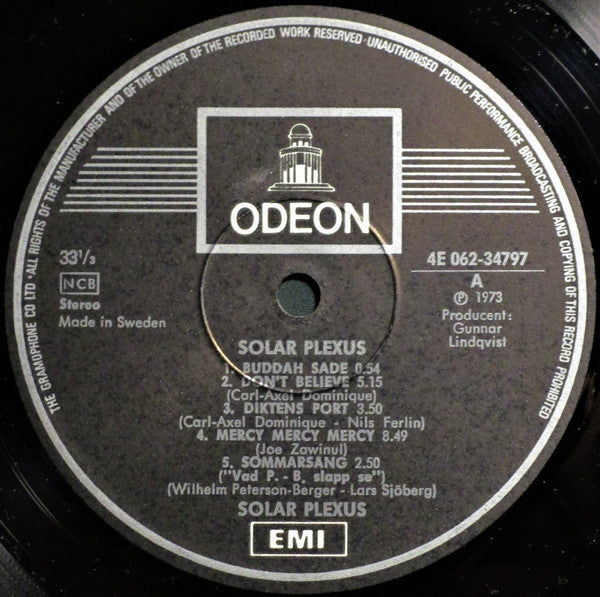 THE GRAMOPHONE CO LTD · ALL RIGHTS OF THE MANUFACTURER AND OF THE OWNER OF THE RECORDED WORK RESERVED · UNAUTHORISED PUBLIC PERFORMANCE BROADCASTING AND COPYING OF THIS RECORD PROHIBITED
ODEON
33⅓
NCB
Stereo
Made in Sweden
4E 062-34797
A
℗ 1973
Producent:
Gunnar
Lindqvist
SOLAR PLEXUS
1. BUDDAH SADE 0.54
2. DON'T BELIEVE 5.15
(Carl-Axel Dominique)
3. DIKTENS PORT 3.50
(Carl-Axel Dominique - Nils Ferlin)
4. MERCY MERCY MERCY 8.49
(Joe Zawinul)
5. SOMMARSÅNG 2.50
("Vad P. - B. slapp se")
(Wilhelm Peterson-Berger - Lars Sjöberg)
SOLAR PLEXUS
EMI